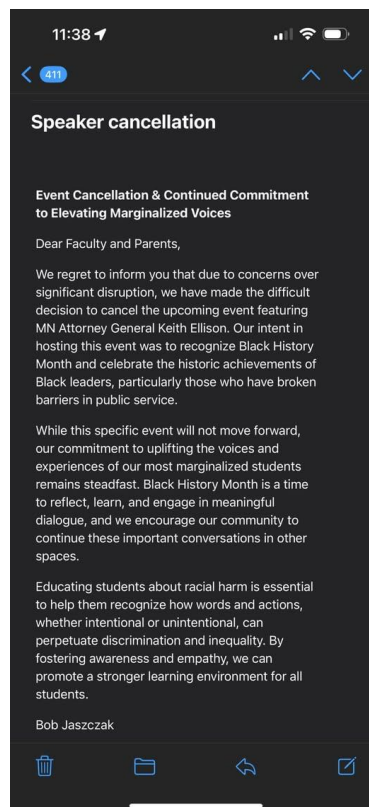 11:38
411
Speaker cancellation
Event Cancellation & Continued Commitment
to Elevating Marginalized Voices
Dear Faculty and Parents,
We regret to inform you that due to concerns over
significant disruption, we have made the difficult
decision to cancel the upcoming event featuring
MN Attorney General Keith Ellison. Our intent in
hosting this event was to recognize Black History
Month and celebrate the historic achievements of
Black leaders, particularly those who have broken
barriers in public service.
While this specific event will not move forward,
our commitment to uplifting the voices and
experiences of our most marginalized students
remains steadfast. Black History Month is a time
to reflect, learn, and engage in meaningful
dialogue, and we encourage our community to
continue these important conversations in other
spaces.
Educating students about racial harm is essential
to help them recognize how words and actions,
whether intentional or unintentional, can
perpetuate discrimination and inequality. By
fostering awareness and empathy, we can
promote a stronger learning environment for all
students.
Bob Jaszczak